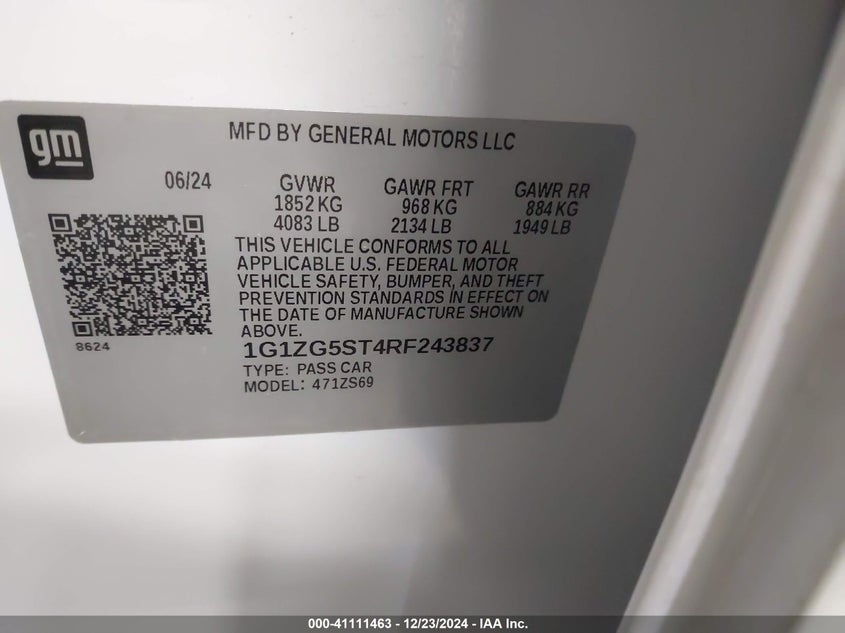 gm
MFD BY GENERAL MOTORS LLC
06/24 GVWR GAWR FRT GAWR RR
1852 KG 968 KG 884 KG
4083 LB 2134 LB 1949 LB
THIS VEHICLE CONFORMS TO ALL
APPLICABLE U.S. FEDERAL MOTOR
VEHICLE SAFETY, BUMPER, AND THEFT
PREVENTION STANDARDS IN EFFECT ON
THE DATE OF MANUFACTURE SHOWN
ABOVE.
8624
1G1ZG5ST4RF243837
TYPE: PASS CAR
MODEL: 471ZS69
000-41111463 - 12/23/2024 - IAA Inc.